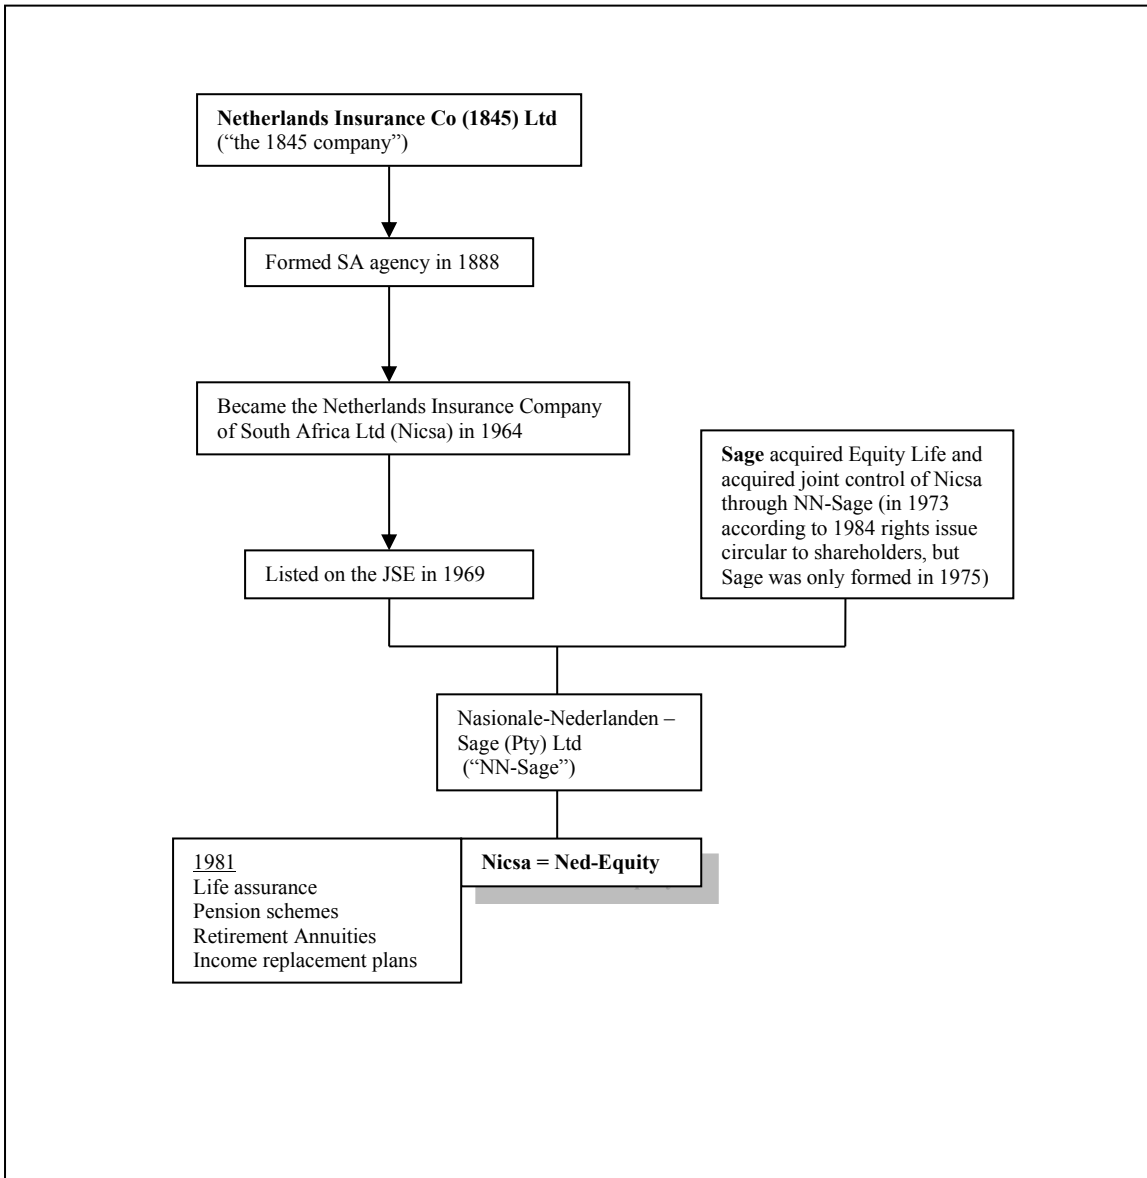 Netherlands Insurance Co (1845) Ltd
(“the 1845 company”)
Formed SA agency in 1888
Became the Netherlands Insurance Company
of South Africa Ltd (Nicsa) in 1964
Sage acquired Equity Life and
acquired joint control of Nicsa
through NN-Sage (in 1973
according to 1984 rights issue
circular to shareholders, but
Sage was only formed in 1975)
Listed on the JSE in 1969
Nasionale-Nederlanden –
Sage (Pty) Ltd
(“NN-Sage”)
Nicsa = Ned-Equity
1981
Life assurance
Pension schemes
Retirement Annuities
Income replacement plans